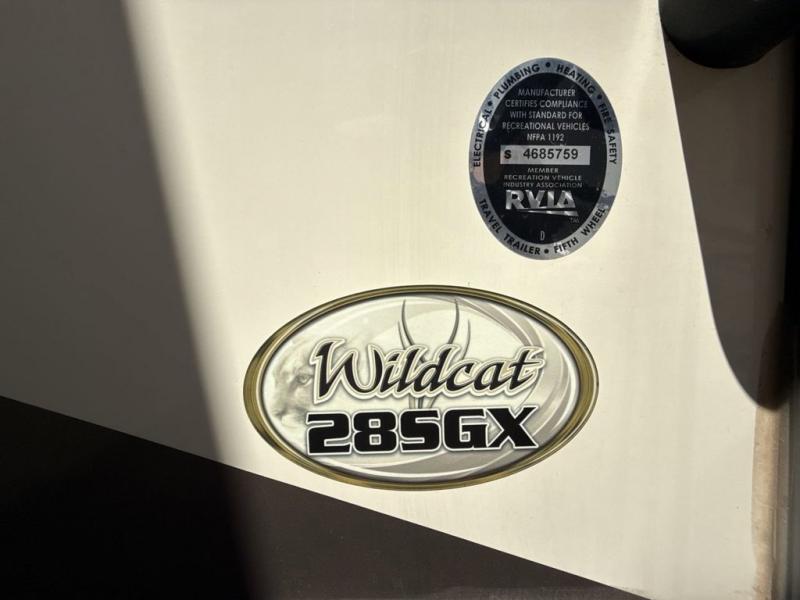 ELECTRICAL • PLUMBING • HEATING • FIRE SAFETY
MANUFACTURER
CERTIFIES COMPLIANCE
WITH STANDARD FOR
RECREATIONAL VEHICLES
NFPA 1192
S 4685759
MEMBER
RECREATION VEHICLE
INDUSTRY ASSOCIATION
RVIA
TM
D
TRAVEL TRAILER • FIFTH WHEEL
Wildcat
28SGX